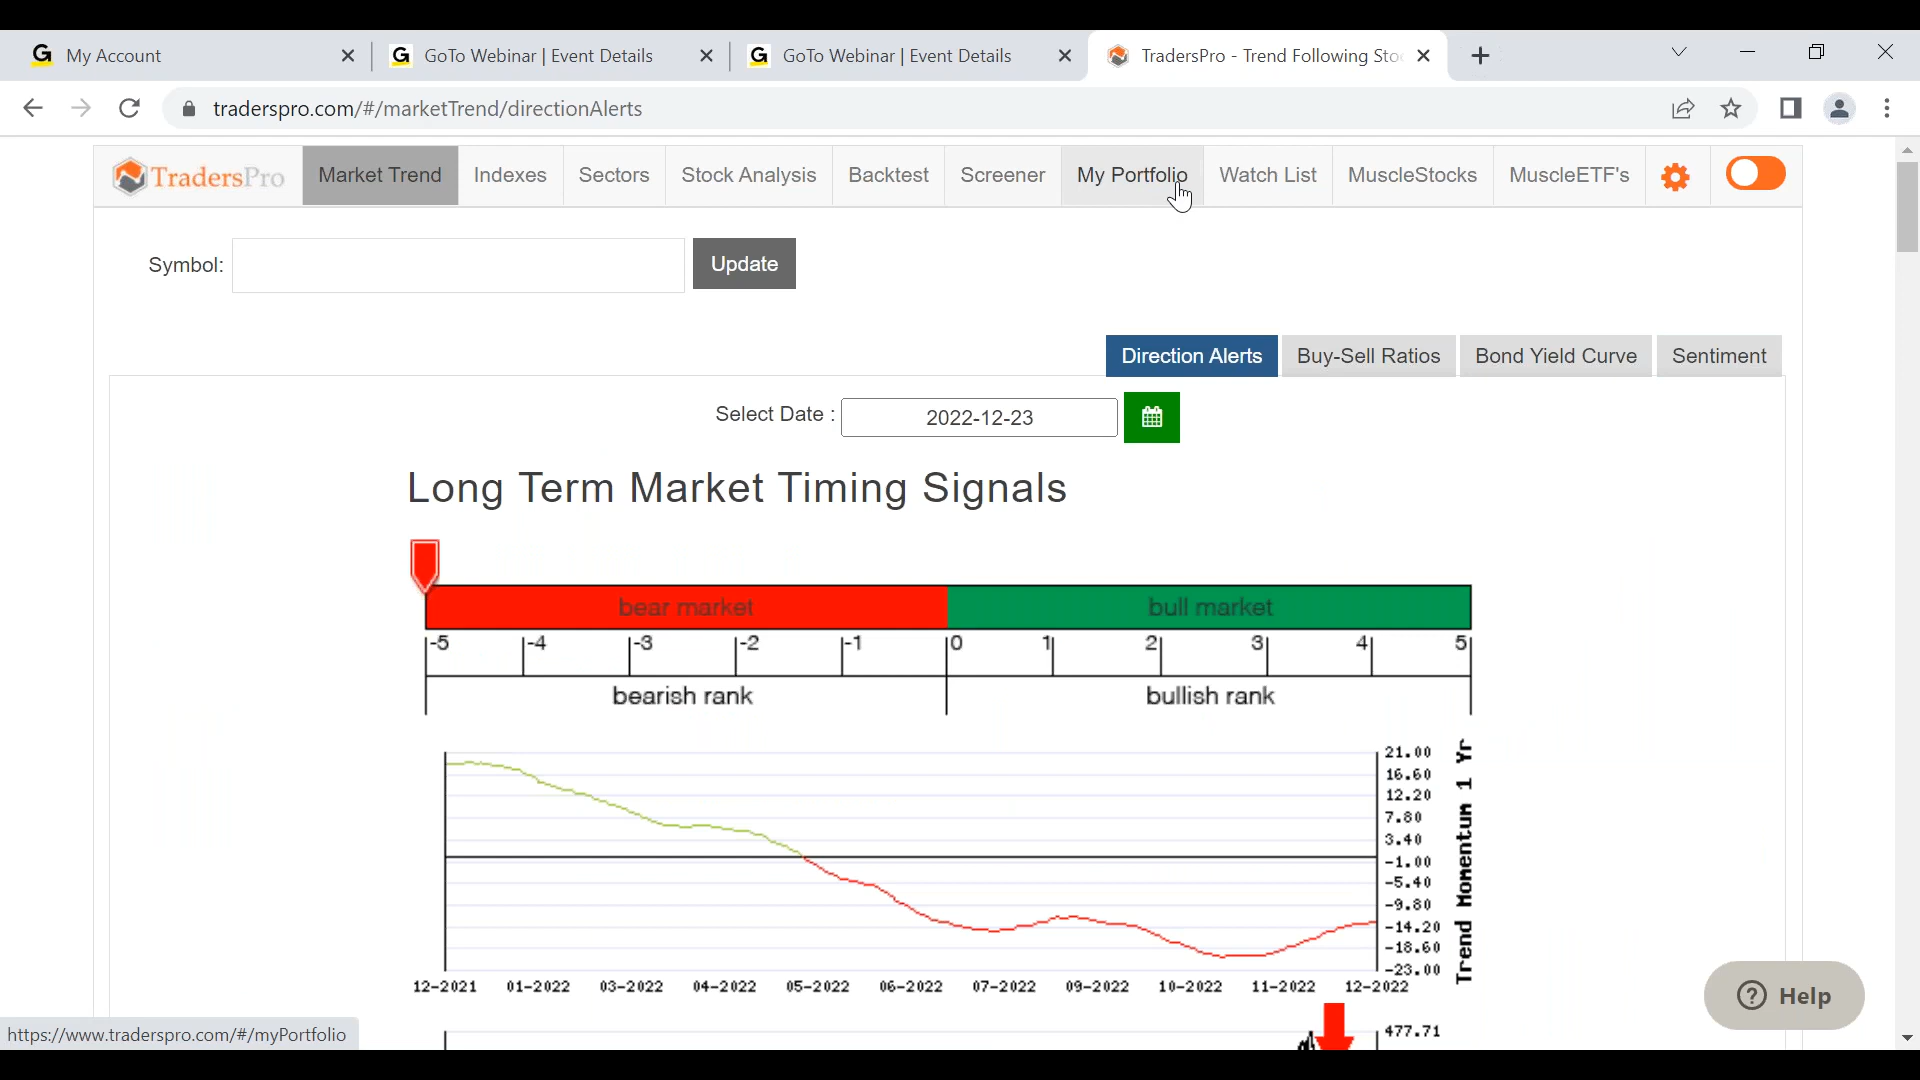 My Account
GoTo Webinar | Event Details
GoTo Webinar | Event Details
TradersPro - Trend Following Sto
traderspro.com/#/marketTrend/directionAlerts
TradersPro Market Trend Indexes Sectors Stock Analysis Backtest Screener My Portfolio Watch List MuscleStocks MuscleETF's
Symbol: Update
Direction Alerts Buy-Sell Ratios Bond Yield Curve Sentiment
Select Date : 2022-12-23
Long Term Market Timing Signals
bear market bull market
-5 -4 -3 -2 -1 0 1 2 3 4 5
bearish rank bullish rank
21.00
16.60
12.20
7.80
3.40
-1.00
-5.40
-9.80
-14.20
-18.60
-23.00
Trend Momentum 1 Yr
12-2021 01-2022 03-2022 04-2022 05-2022 06-2022 07-2022 09-2022 10-2022 11-2022 12-2022
Help
https://www.traderspro.com/#/myPortfolio
477.71